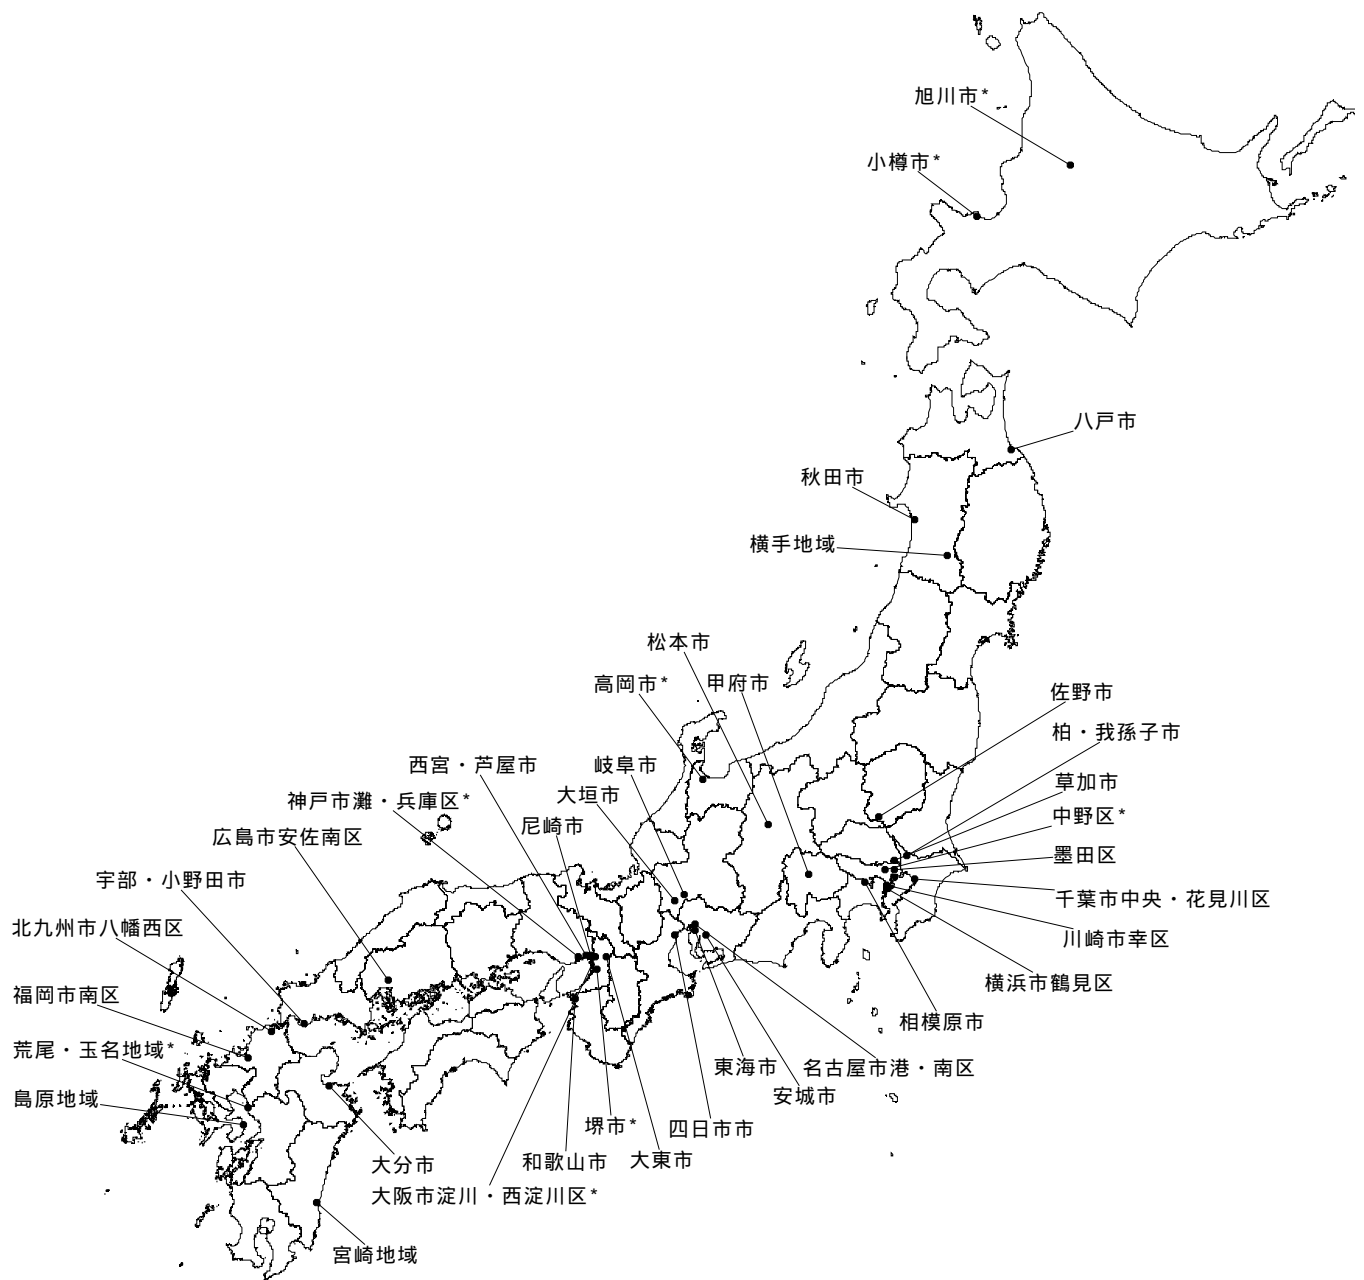 旭川市*
小樽市*
八戸市
秋田市
横手地域
松本市
高岡市*
甲府市
佐野市
柏・我孫子市
西宮・芦屋市
岐阜市
草加市
神戸市灘・兵庫区*
大垣市
中野区*
尼崎市
広島市安佐南区
墨田区
宇部・小野田市
千葉市中央・花見川区
北九州市八幡西区
川崎市幸区
横浜市鶴見区
福岡市南区
相模原市
荒尾・玉名地域*
東海市
名古屋市港・南区
島原地域
安城市
堺市*
四日市市
大分市
和歌山市
大東市
大阪市淀川・西淀川区*
宮崎地域